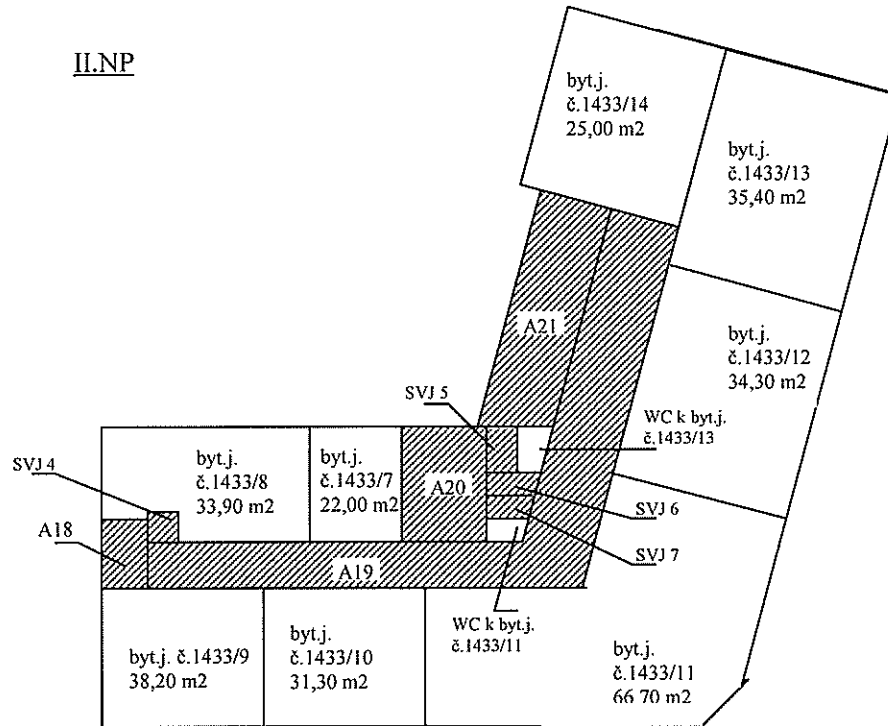 II.NP
byt.j.
č.1433/14
25,00 m2
byt.j.
č.1433/13
35,40 m2
A21
byt.j.
č.1433/12
34,30 m2
SVJ 5
WC k byt.j.
č.1433/13
SVJ 4
byt.j.
č.1433/8
33,90 m2
byt.j.
č.1433/7
22,00 m2
A20
SVJ 6
A18
SVJ 7
A19
WC k byt.j.
č.1433/11
byt.j. č.1433/9
38,20 m2
byt.j.
č.1433/10
31,30 m2
byt.j.
č.1433/11
66,70 m2